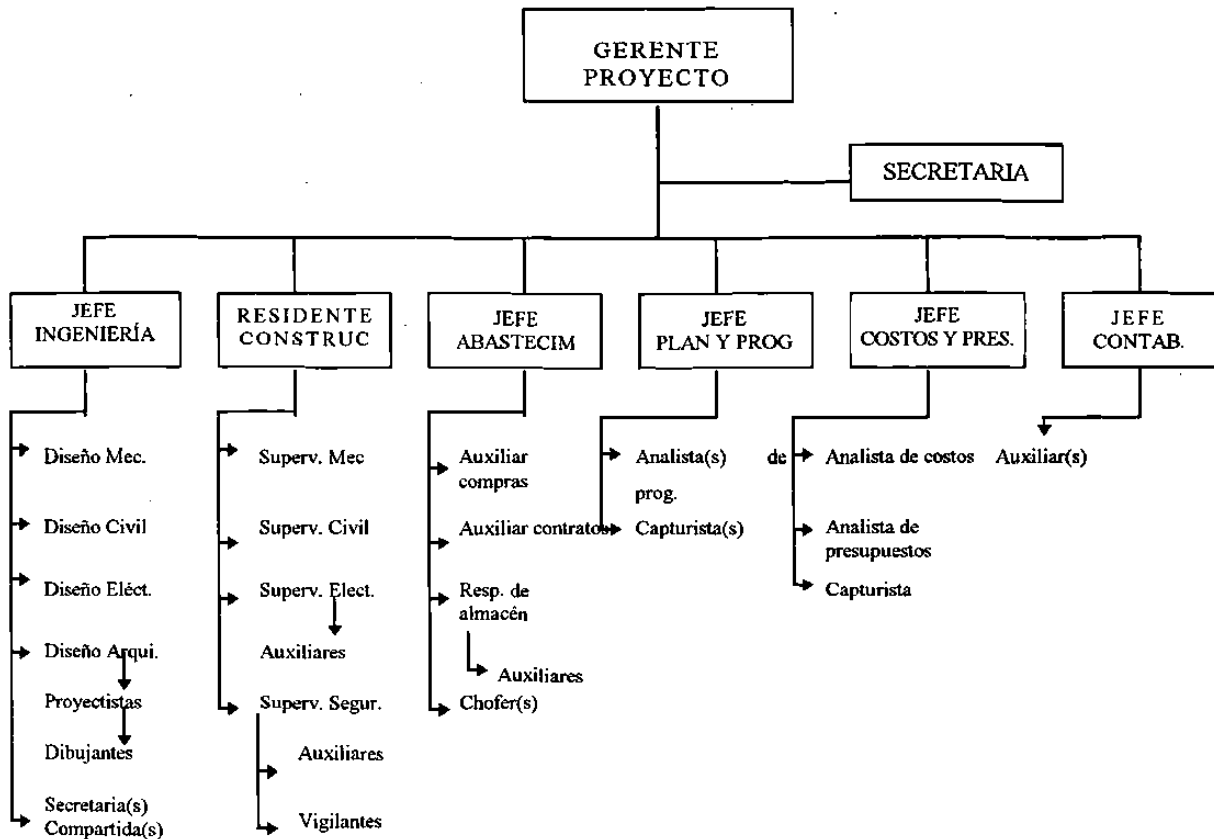 GERENTE
PROYECTO
SECRETARIA
JEFE
INGENIERÍA
RESIDENTE
CONSTRUC
JEFE
ABASTECIM
JEFE
PLAN Y PROG
JEFE
COSTOS Y PRES.
JEFE
CONTAB.
Diseño Mec.
Diseño Civil
Diseño Eléct.
Diseño Arqui.
Proyectistas
Dibujantes
Secretaria(s)
Compartida(s)
Superv. Mec
Superv. Civil
Superv. Elect.
Auxiliares
Superv. Segur.
Auxiliares
Vigilantes
Auxiliar
compras
Auxiliar contratos
Resp. de
almacén
Auxiliares
Chofer(s)
Analista(s) de
prog.
Capturista(s)
Analista de costos
Analista de
presupuestos
Capturista
Auxiliar(s)